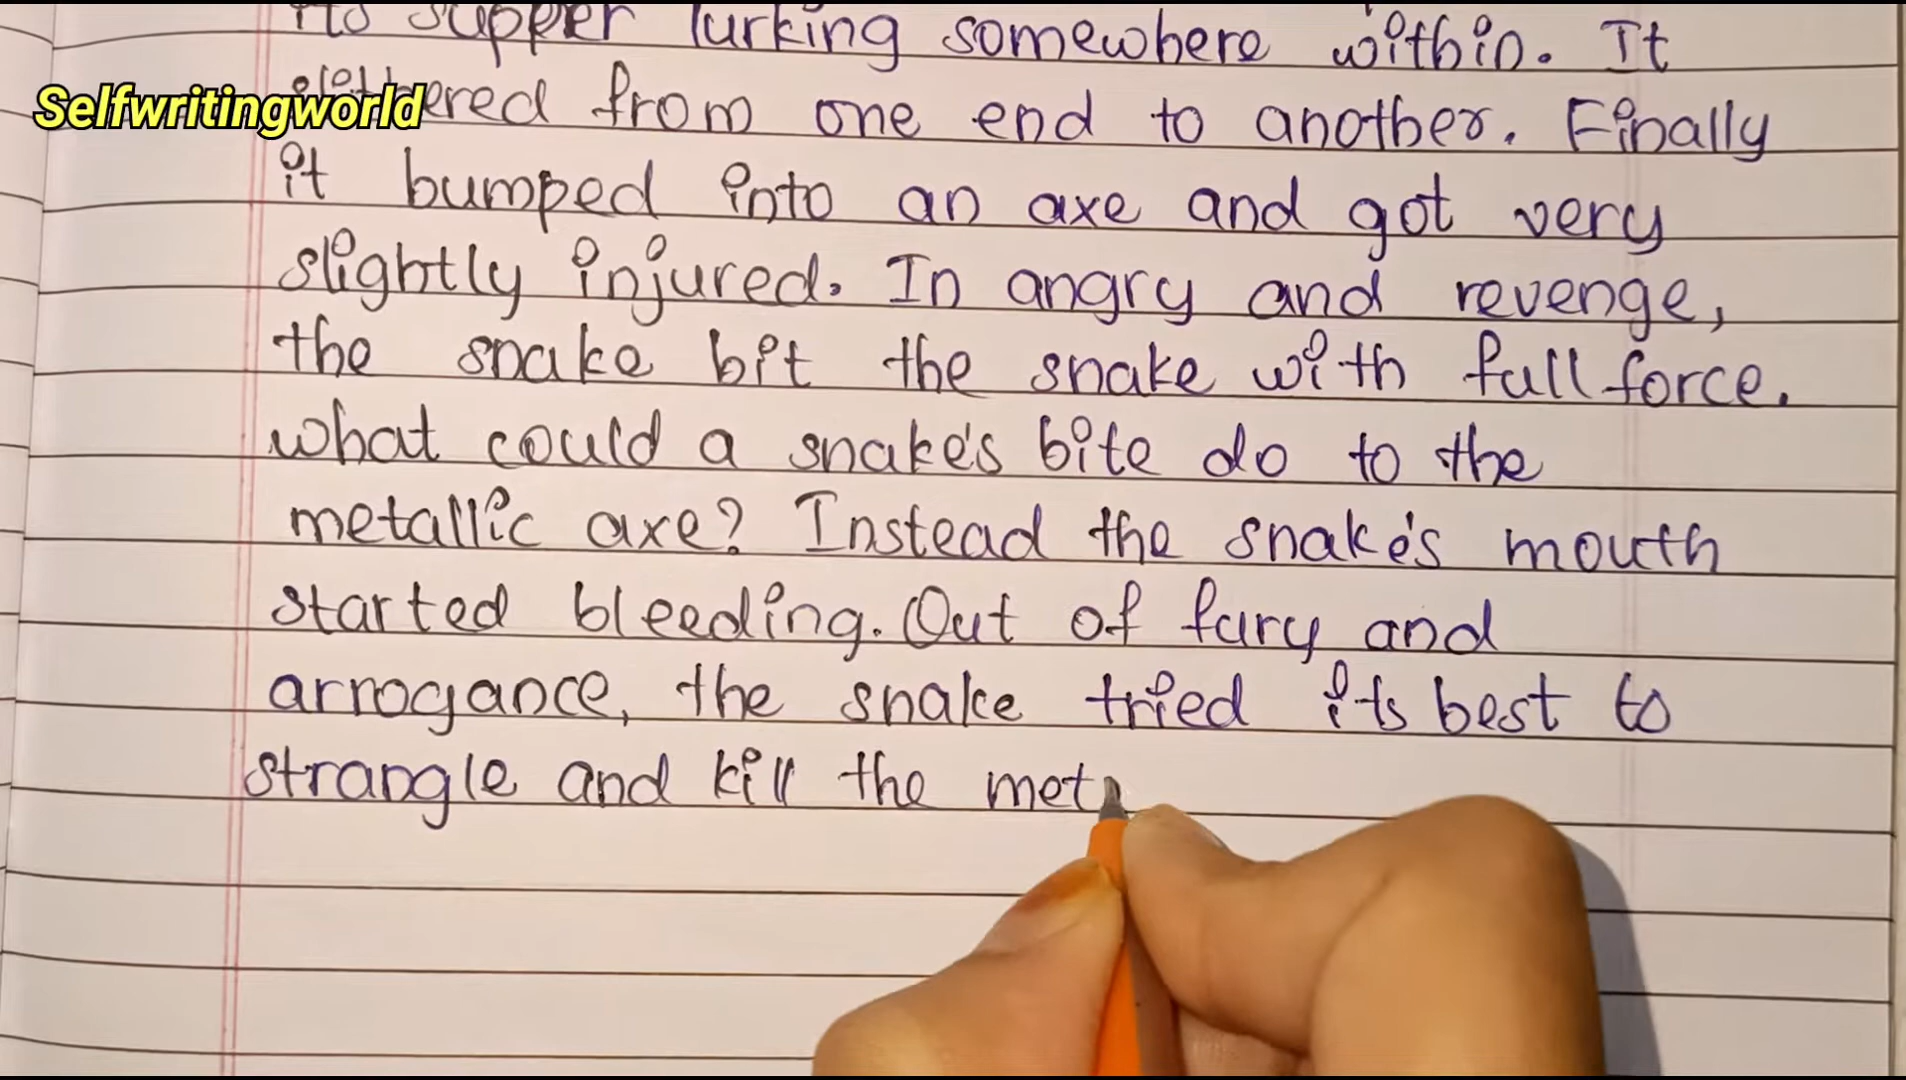 its supper lurking somewhere within. It
Selfwritingworld
slithered from one end to another. Finally
it bumped into an axe and got very
slightly injured. In angry and revenge,
the snake bit the snake with full force.
what could a snake's bite do to the
metallic axe? Instead the snake's mouth
started bleeding. Out of fury and
arrogance, the snake tried its best to
strangle and kill the met